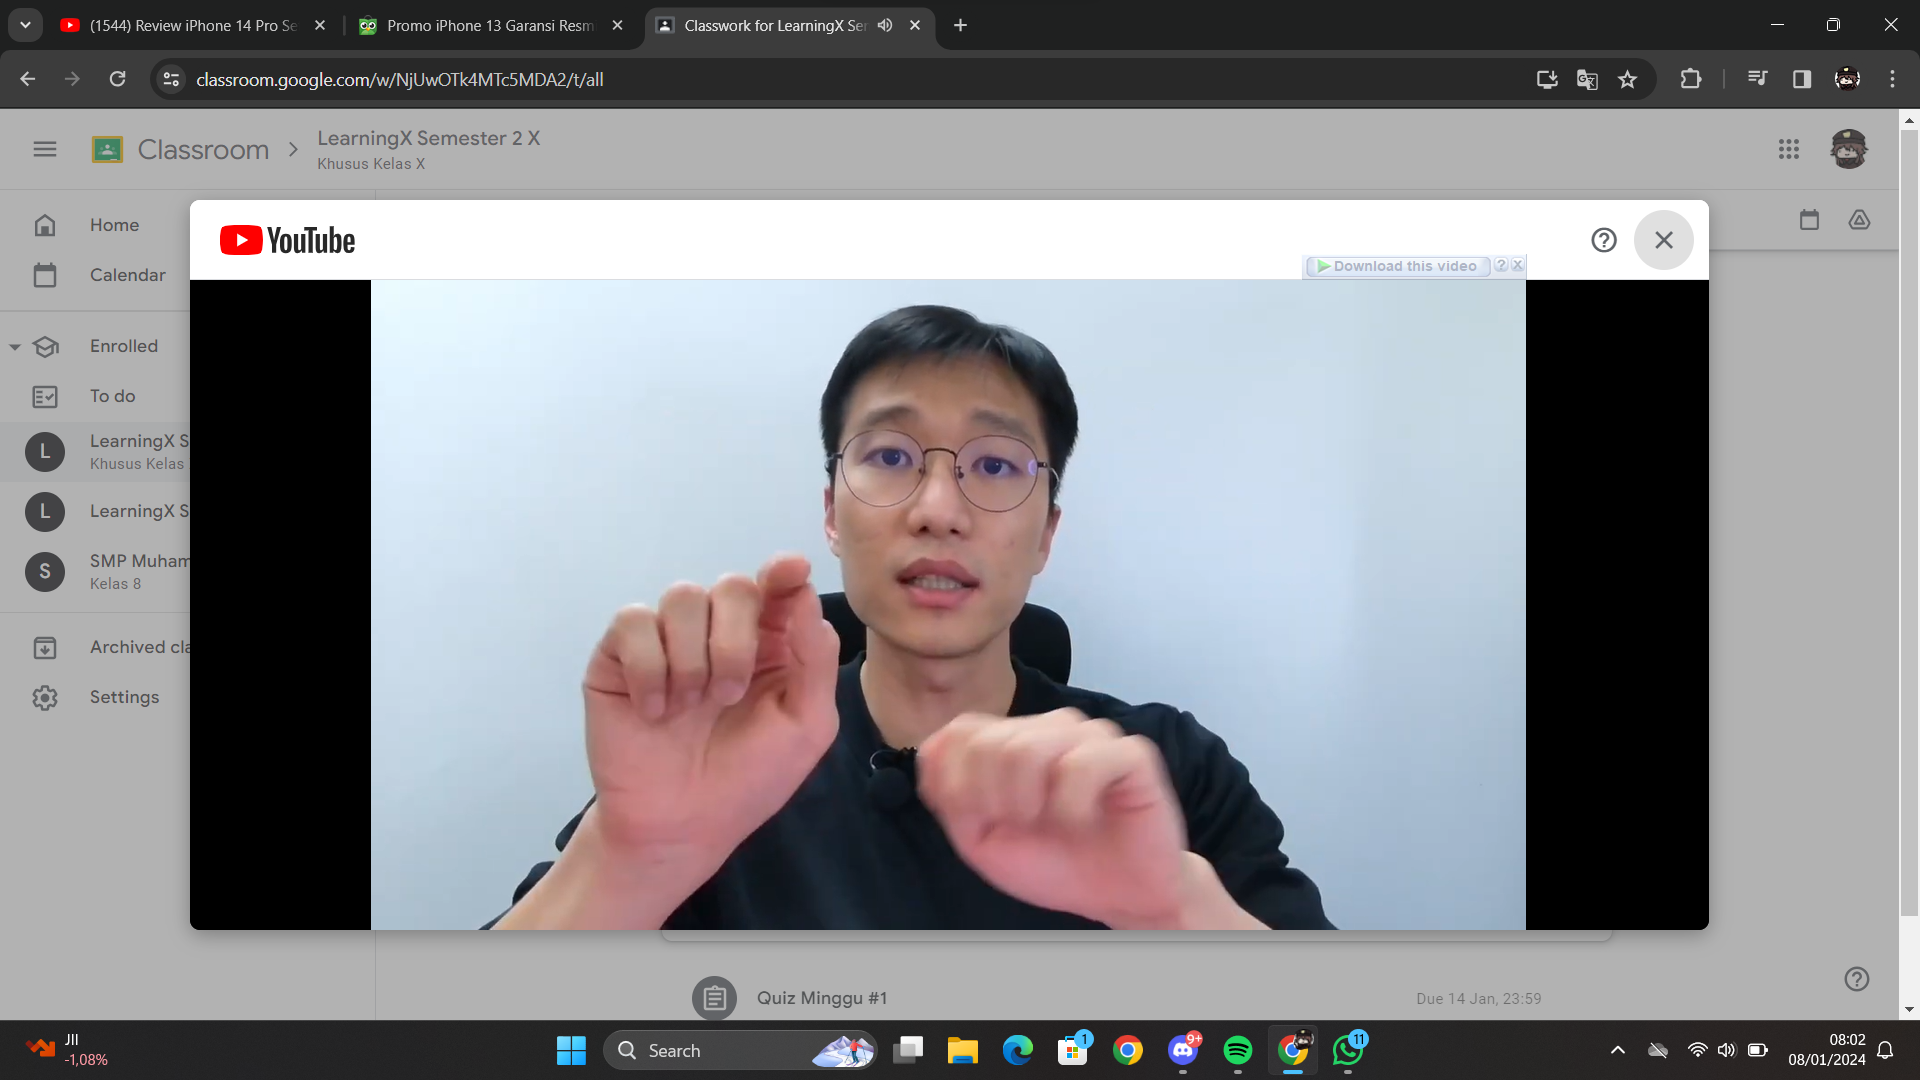 (1544) Review iPhone 14 Pro Se
Promo iPhone 13 Garansi Resm
Classwork for LearningX Ser
classroom.google.com/w/NjUwOTk4MTc5MDA2/t/all
Classroom
LearningX Semester 2 X
Khusus Kelas X
Home
Calendar
Enrolled
To do
L
LearningX S
Khusus Kelas
L
LearningX S
S
SMP Muham
Kelas 8
Archived cla
Settings
YouTube
Download this video
Quiz Minggu #1
Due 14 Jan, 23:59
JII
-1,08%
Search
1
9+
11
08:02
08/01/2024